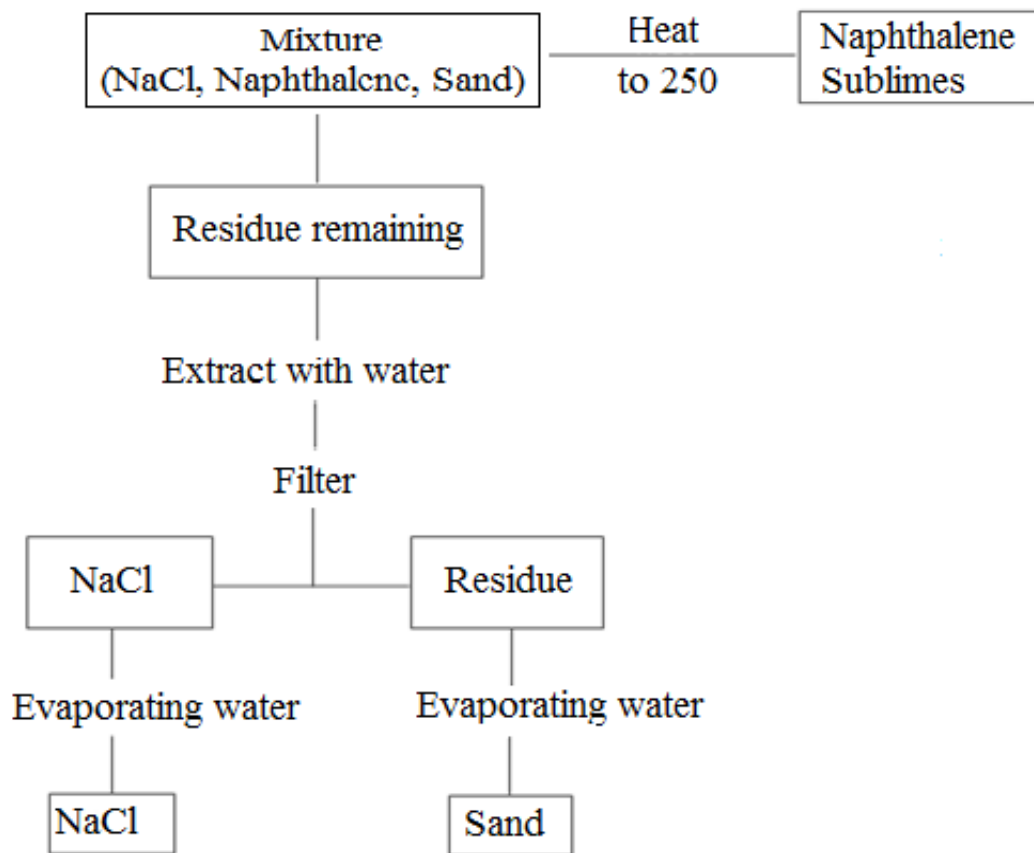 Mixture
(NaCl, Naphthalcnc, Sand)
Heat
to 250
Naphthalene
Sublimes
Residue remaining
Extract with water
Filter
NaCl
Residue
Evaporating water
Evaporating water
NaCl
Sand